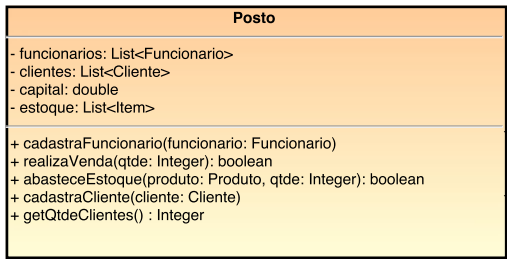 Posto
- funcionarios: List<Funcionario>
- clientes: List<Cliente>
- capital: double
- estoque: List<Item>
+ cadastraFuncionario(funcionario: Funcionario)
+ realizaVenda(qtde: Integer): boolean
+ abasteceEstoque(produto: Produto, qtde: Integer): boolean
+ cadastraCliente(cliente: Cliente)
+ getQtdeClientes() : Integer